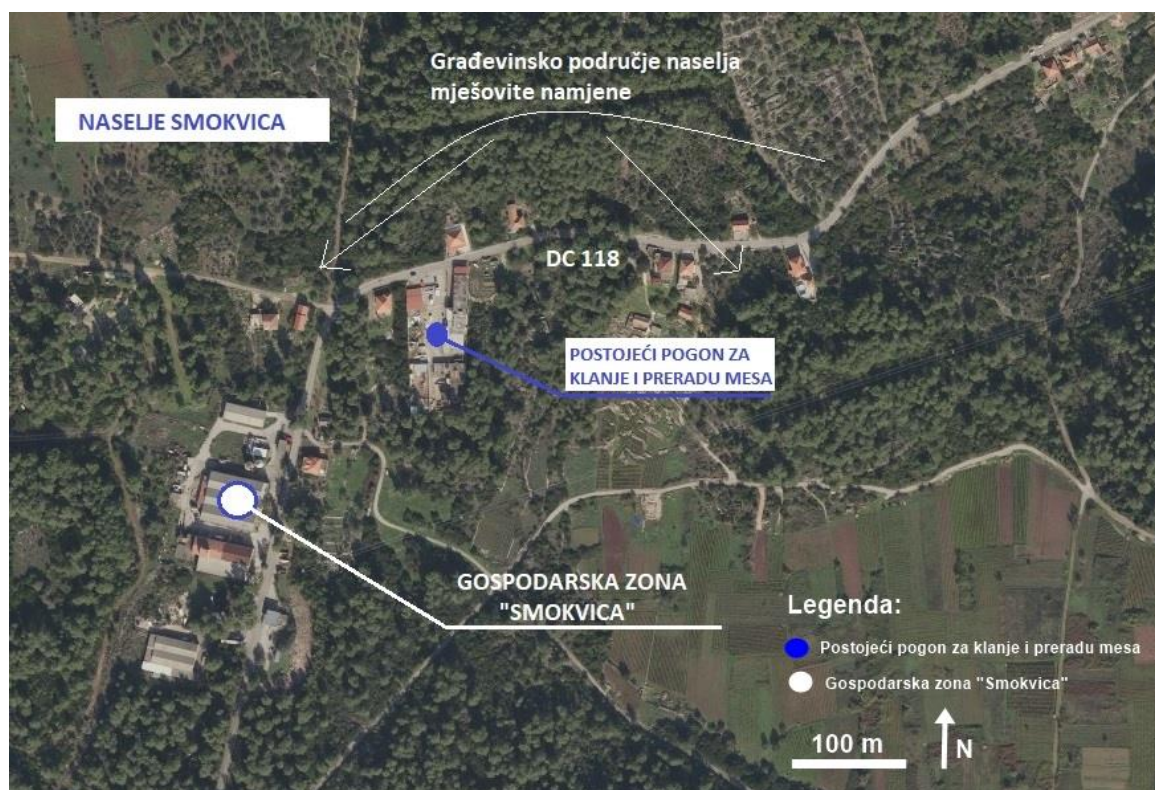 Građevinsko područje naselja
mješovite namjene
NASELJE SMOKVICA
DC 118
POSTOJEĆI POGON ZA
KLANJE I PRERADU MESA
GOSPODARSKA ZONA
"SMOKVICA"
Legenda:
Postojeći pogon za klanje i preradu mesa
Gospodarska zona "Smokvica"
100 m
N